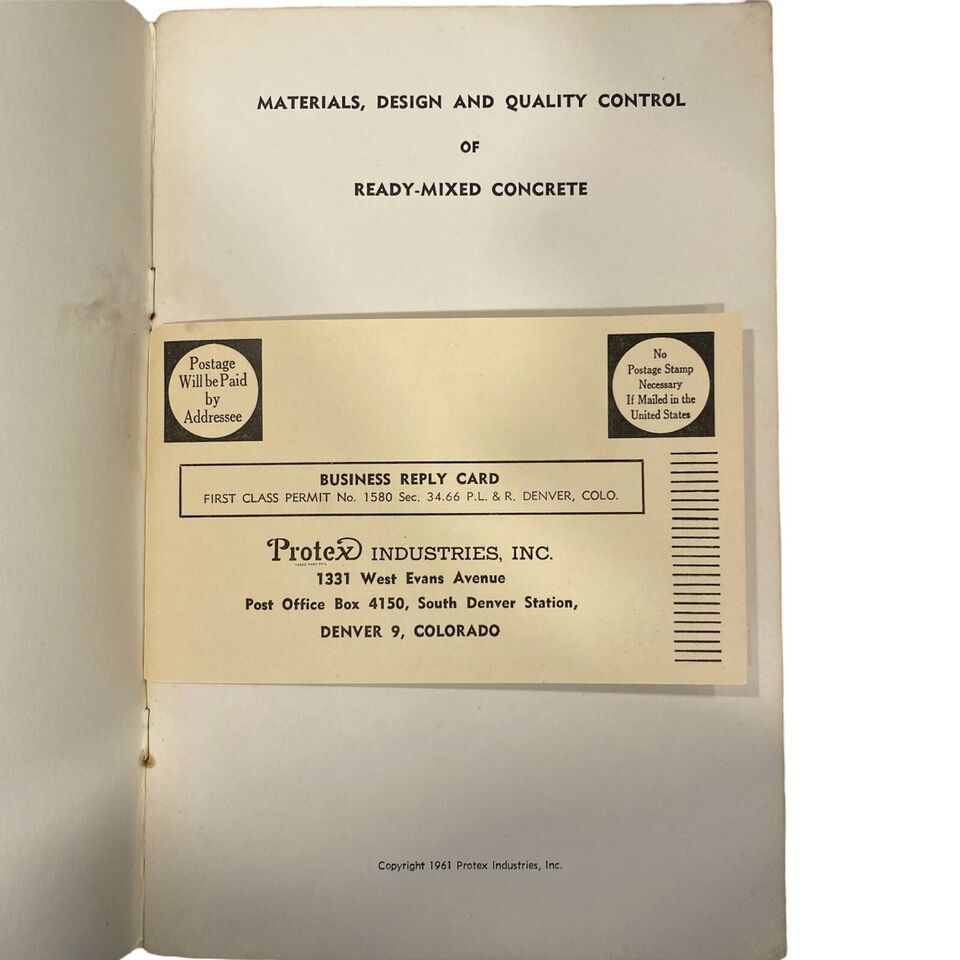 MATERIALS, DESIGN AND QUALITY CONTROL
OF
READY-MIXED CONCRETE
Postage
Will be Paid
by
Addressee
No
Postage Stamp
Necessary
If Mailed in the
United States
BUSINESS REPLY CARD
FIRST CLASS PERMIT No. 1580 Sec. 34.66 P.L. & R. DENVER, COLO.
Protex INDUSTRIES, INC.
1331 West Evans Avenue
Post Office Box 4150, South Denver Station,
DENVER 9, COLORADO
Copyright 1961 Protex Industries, Inc.